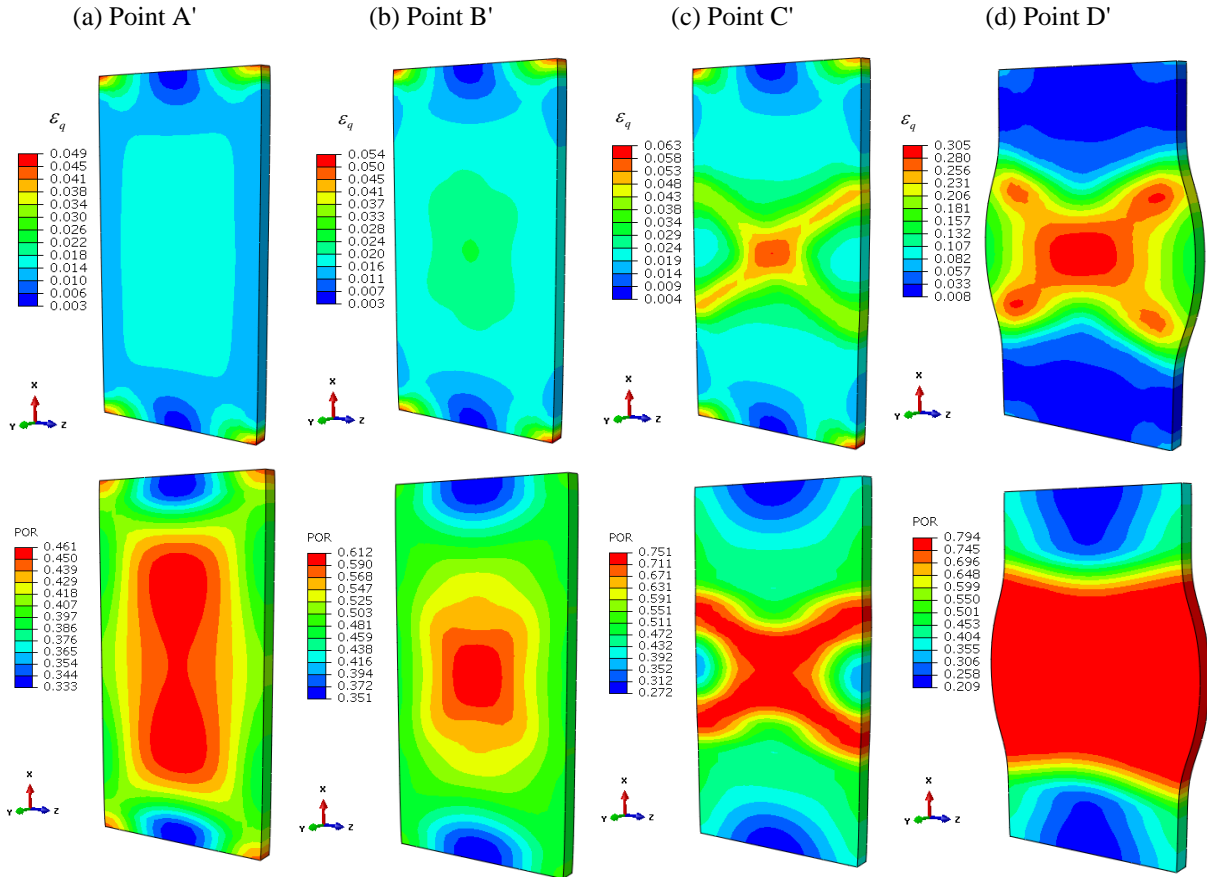 (a) Point A'
(b) Point B'
(c) Point C'
(d) Point D'
ε_q
0.049
0.045
0.041
0.038
0.034
0.030
0.026
0.022
0.018
0.014
0.010
0.006
0.003
X
Y
Z
ε_q
0.054
0.050
0.045
0.041
0.037
0.033
0.028
0.024
0.020
0.016
0.011
0.007
0.003
X
Y
Z
ε_q
0.063
0.058
0.053
0.048
0.043
0.038
0.034
0.029
0.024
0.019
0.014
0.009
0.004
X
Y
Z
ε_q
0.305
0.280
0.256
0.231
0.206
0.181
0.157
0.132
0.107
0.082
0.057
0.033
0.008
X
Y
Z
POR
0.461
0.450
0.439
0.429
0.418
0.407
0.397
0.386
0.376
0.365
0.354
0.344
0.333
X
Y
Z
POR
0.612
0.590
0.568
0.547
0.525
0.503
0.481
0.459
0.438
0.416
0.394
0.372
0.351
X
Y
Z
POR
0.751
0.711
0.671
0.631
0.591
0.551
0.511
0.472
0.432
0.392
0.352
0.312
0.272
X
Y
Z
POR
0.794
0.745
0.696
0.648
0.599
0.550
0.501
0.453
0.404
0.355
0.306
0.258
0.209
X
Y
Z